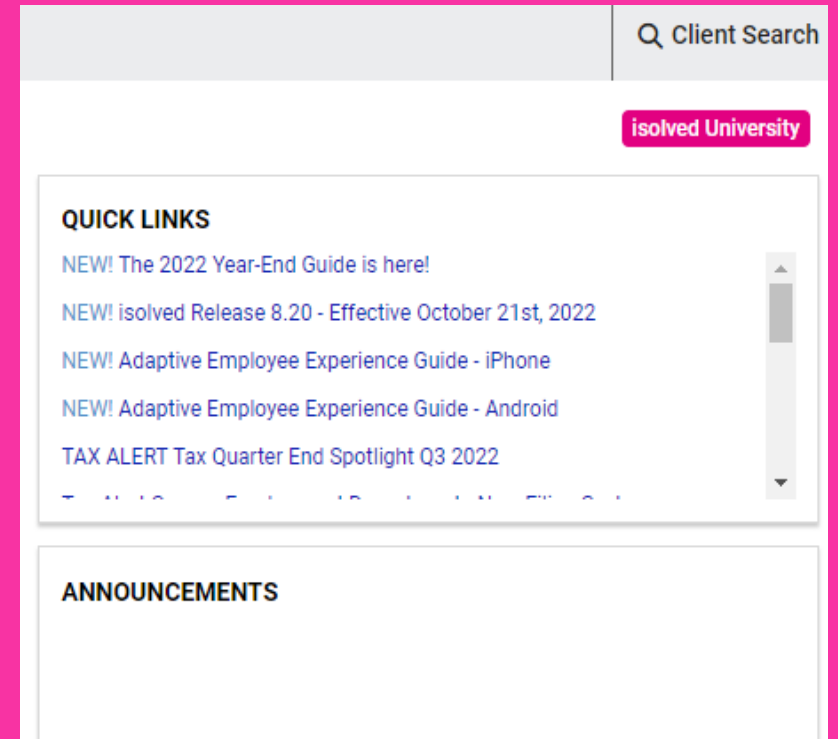 Client Search
isolved University
QUICK LINKS
NEW! The 2022 Year-End Guide is here!
NEW! isolved Release 8.20 - Effective October 21st, 2022
NEW! Adaptive Employee Experience Guide - iPhone
NEW! Adaptive Employee Experience Guide - Android
TAX ALERT Tax Quarter End Spotlight Q3 2022
ANNOUNCEMENTS